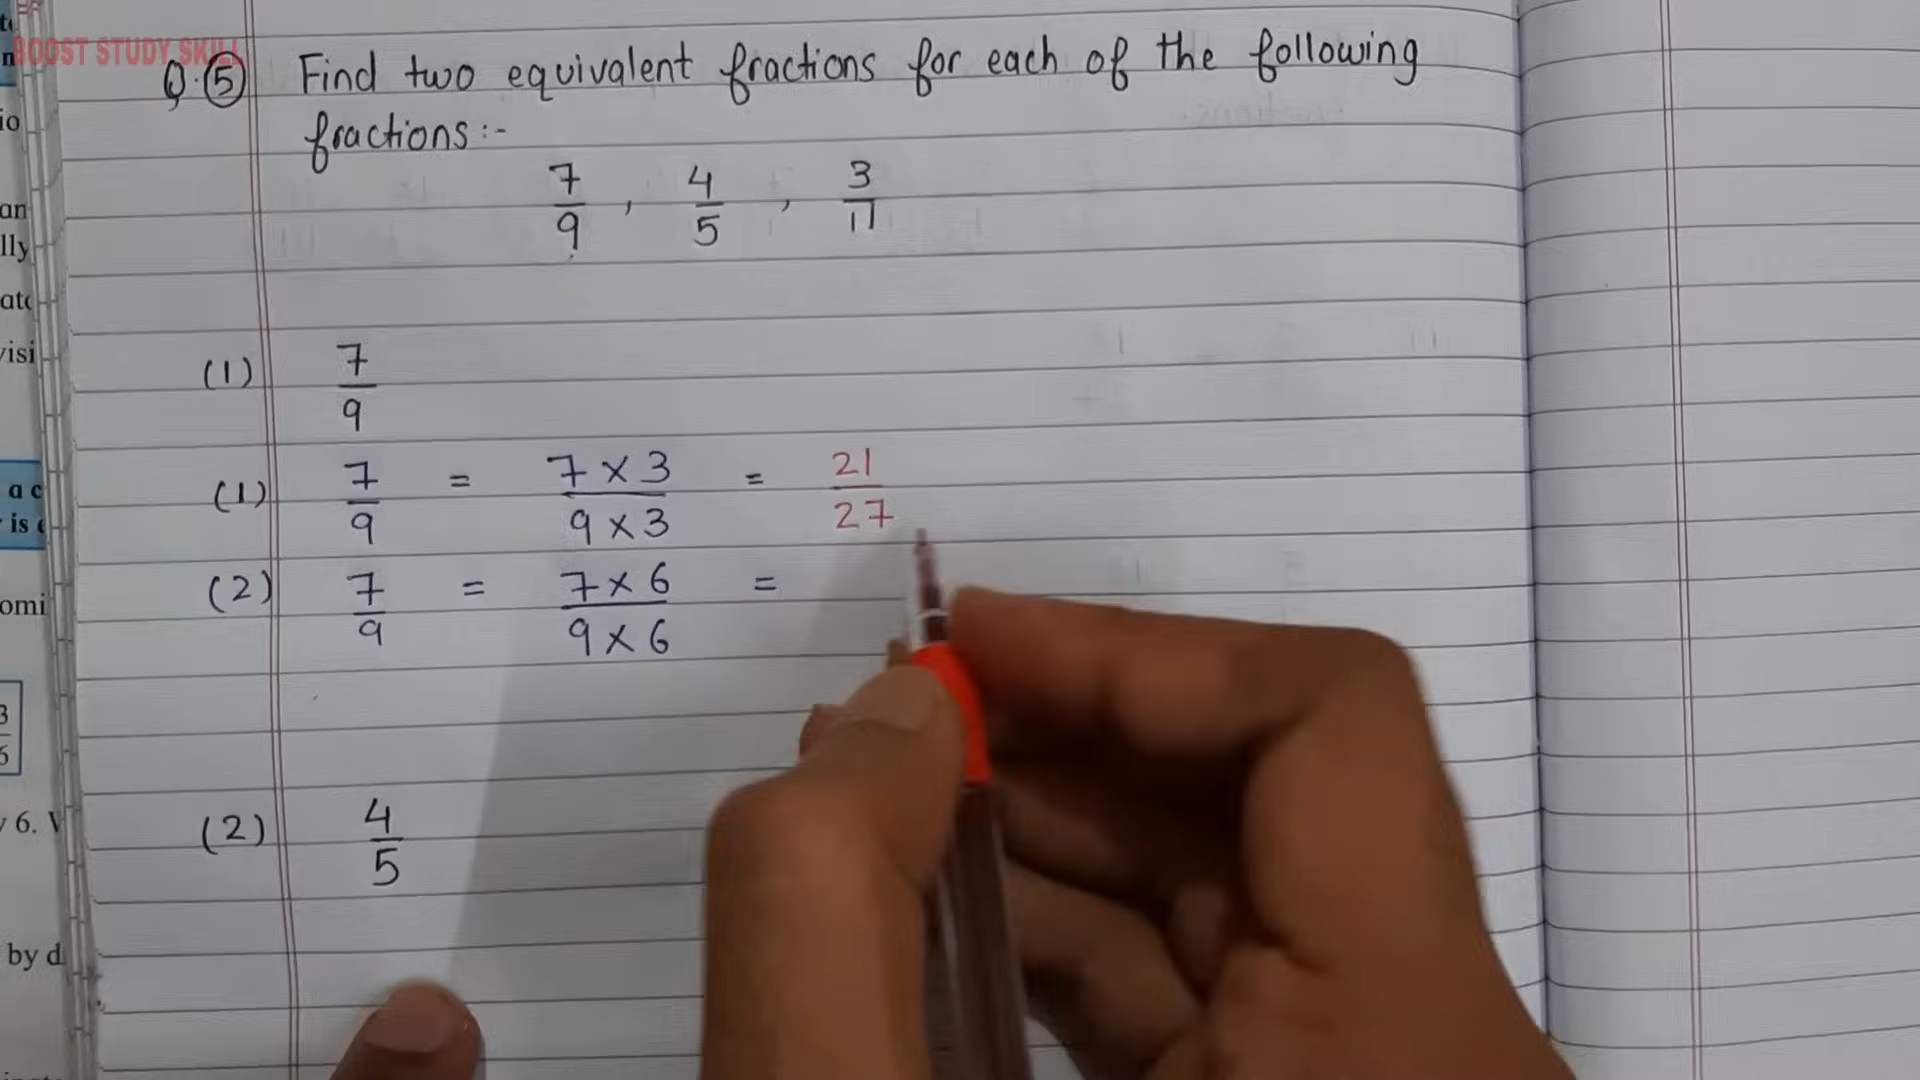 BOOST STUDY SKILL
Q.(5) Find two equivalent fractions for each of the following
fractions:-
7/9 , 4/5 , 3/11
(1) 7/9
(1) 7/9 = 7 × 3 / 9 × 3 = 21/27
(2) 7/9 = 7 × 6 / 9 × 6 =
(2) 4/5
a c
is
by d